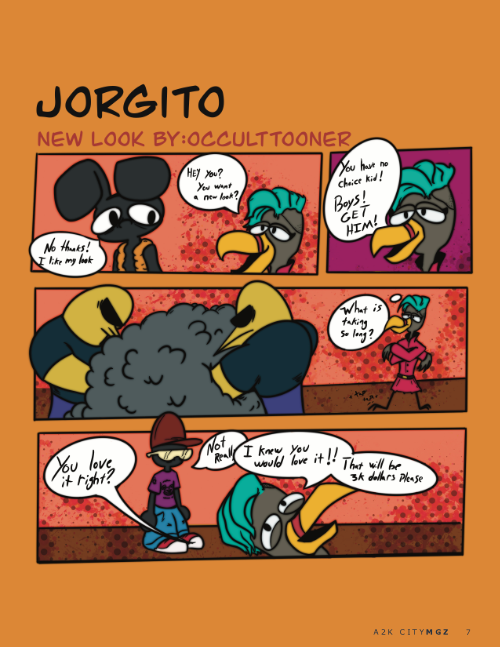 JORGITO
NEW LOOK BY:OCCULTTOONER
HEY You?
You want
a new look?
No thanks!
I like my look
You have no
choice kid!
Boys!
GET
HIM!
What is
taking
so long?
You love
it right?
Not
Really
I knew you
would love it!!
That will be
3k dollars Please
A2K CITYMGZ 7